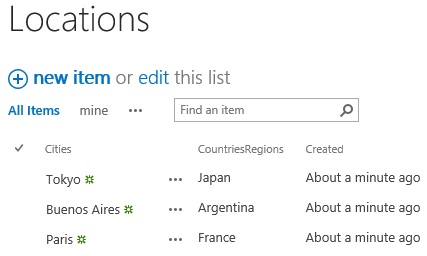 Locations
new item or edit this list
All Items mine ••• Find an item
Cities CountriesRegions Created
Tokyo ••• Japan About a minute ago
Buenos Aires ••• Argentina About a minute ago
Paris ••• France About a minute ago